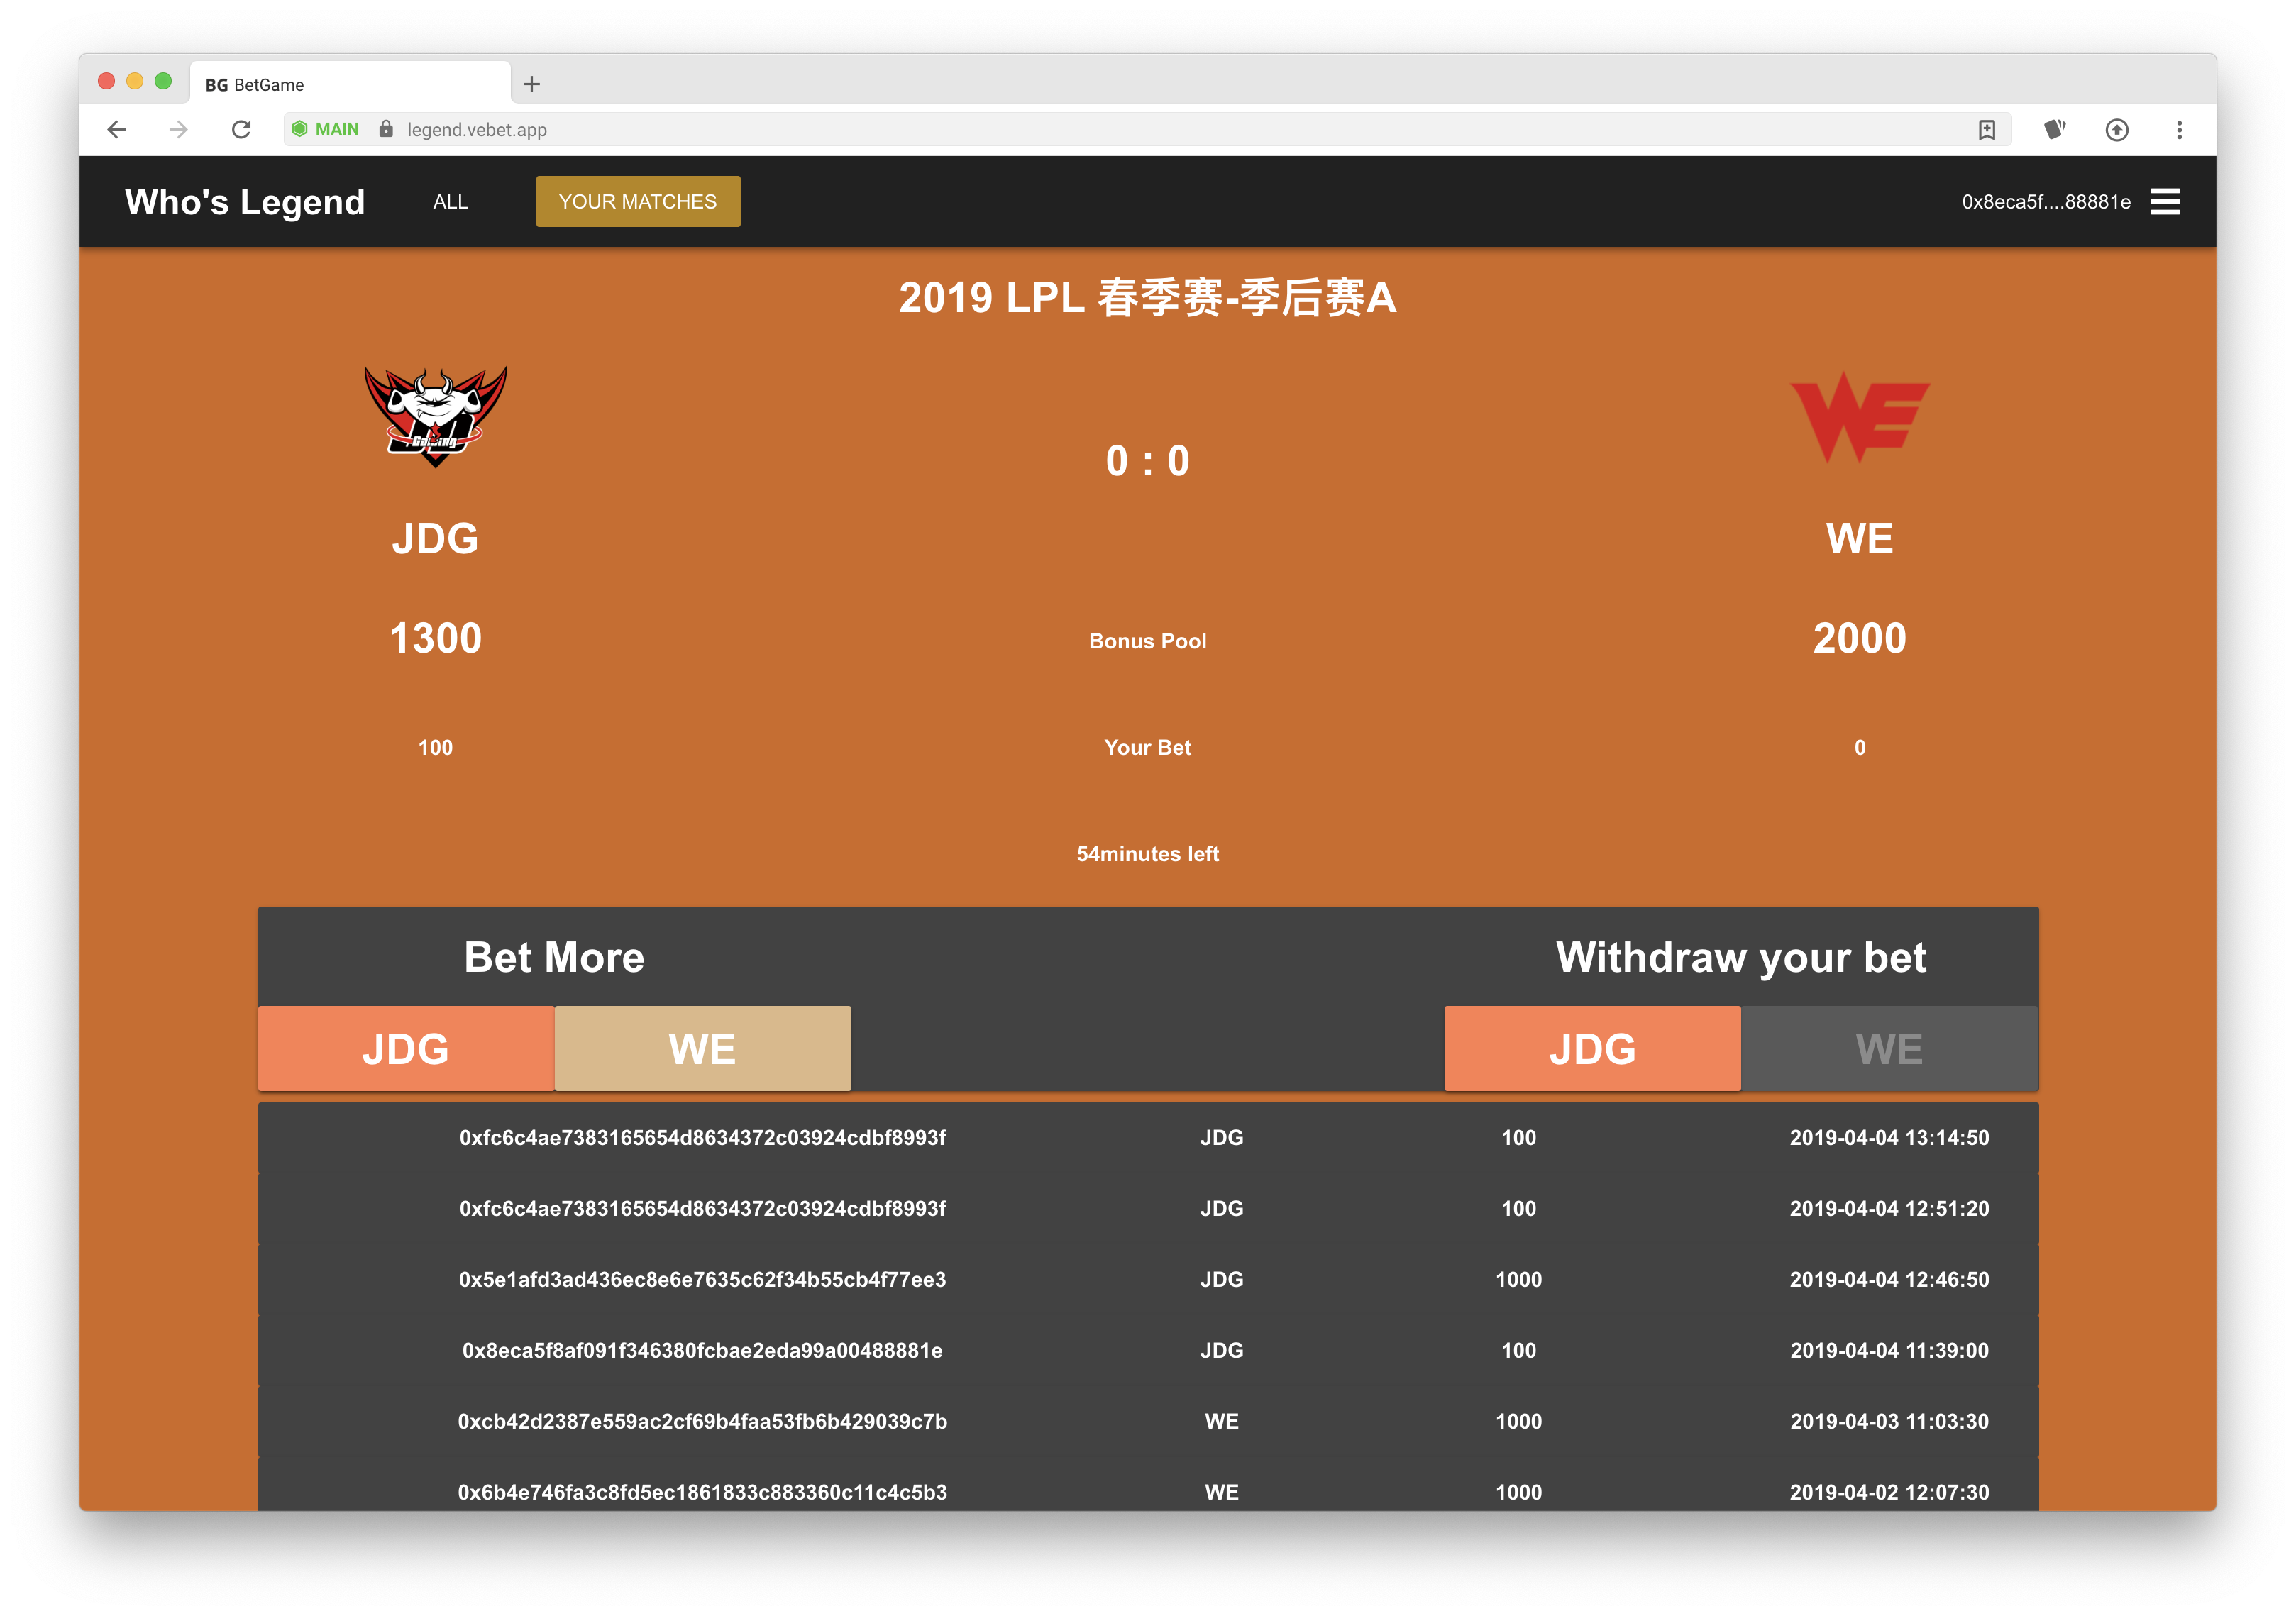 BG BetGame
MAIN legend.vebet.app
Who's Legend ALL YOUR MATCHES 0x8eca5f....88881e
2019 LPL 春季赛-季后赛A
Gaming
WE
0 : 0
JDG WE
1300 Bonus Pool 2000
100 Your Bet 0
54minutes left
Bet More Withdraw your bet
JDG WE JDG WE
0xfc6c4ae7383165654d8634372c03924cdbf8993f JDG 100 2019-04-04 13:14:50
0xfc6c4ae7383165654d8634372c03924cdbf8993f JDG 100 2019-04-04 12:51:20
0x5e1afd3ad436ec8e6e7635c62f34b55cb4f77ee3 JDG 1000 2019-04-04 12:46:50
0x8eca5f8af091f346380fcbae2eda99a00488881e JDG 100 2019-04-04 11:39:00
0xcb42d2387e559ac2cf69b4faa53fb6b429039c7b WE 1000 2019-04-03 11:03:30
0x6b4e746fa3c8fd5ec1861833c883360c11c4c5b3 WE 1000 2019-04-02 12:07:30